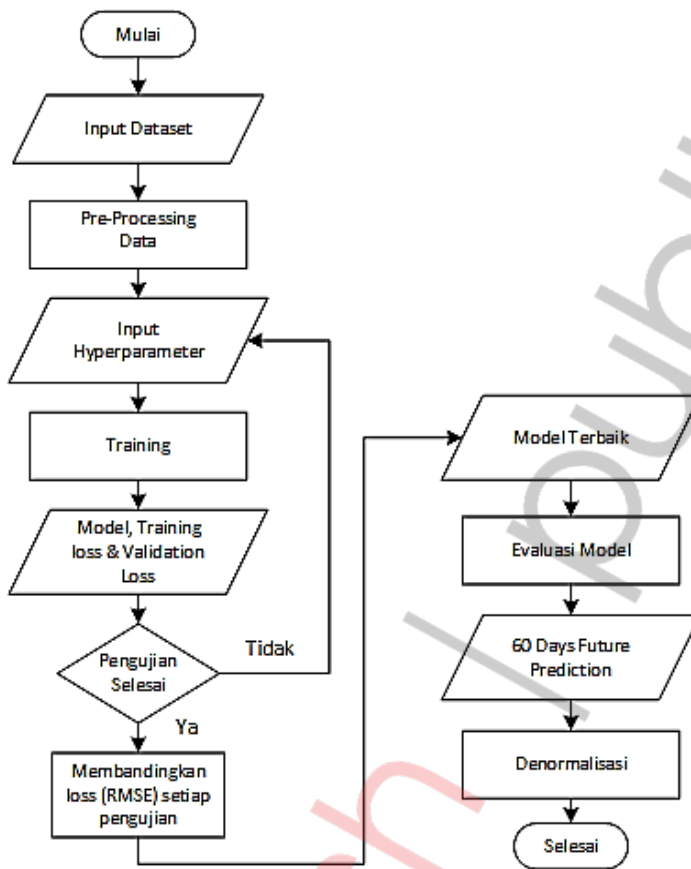 Mulai
Input Dataset
Pre-Processing
Data
Input
Hyperparameter
Training
Model, Training
loss & Validation
Loss
Pengujian
Selesai
Tidak
Ya
Membandingkan
loss (RMSE) setiap
pengujian
Model Terbaik
Evaluasi Model
60 Days Future
Prediction
Denormalisasi
Selesai